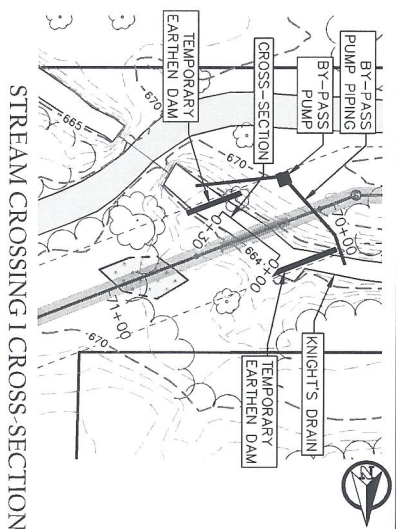 BY-PASS
PUMP PIPING
BY-PASS
PUMP
CROSS-SECTION
TEMPORARY
EARTHEN DAM
KNIGHT'S DRAIN
TEMPORARY
EARTHEN DAM
N
670
665
670
664
670
70+00
71+00
0+00
0+50
STREAM CROSSING 1 CROSS-SECTION